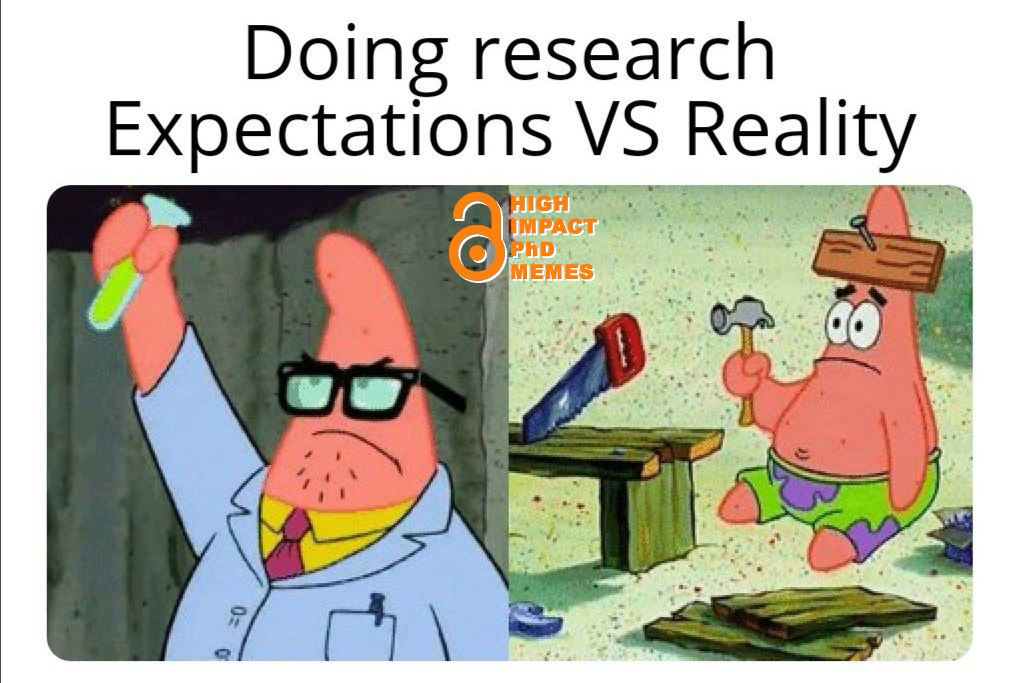 Doing research
Expectations VS Reality
HIGH
IMPACT
PhD
MEMES